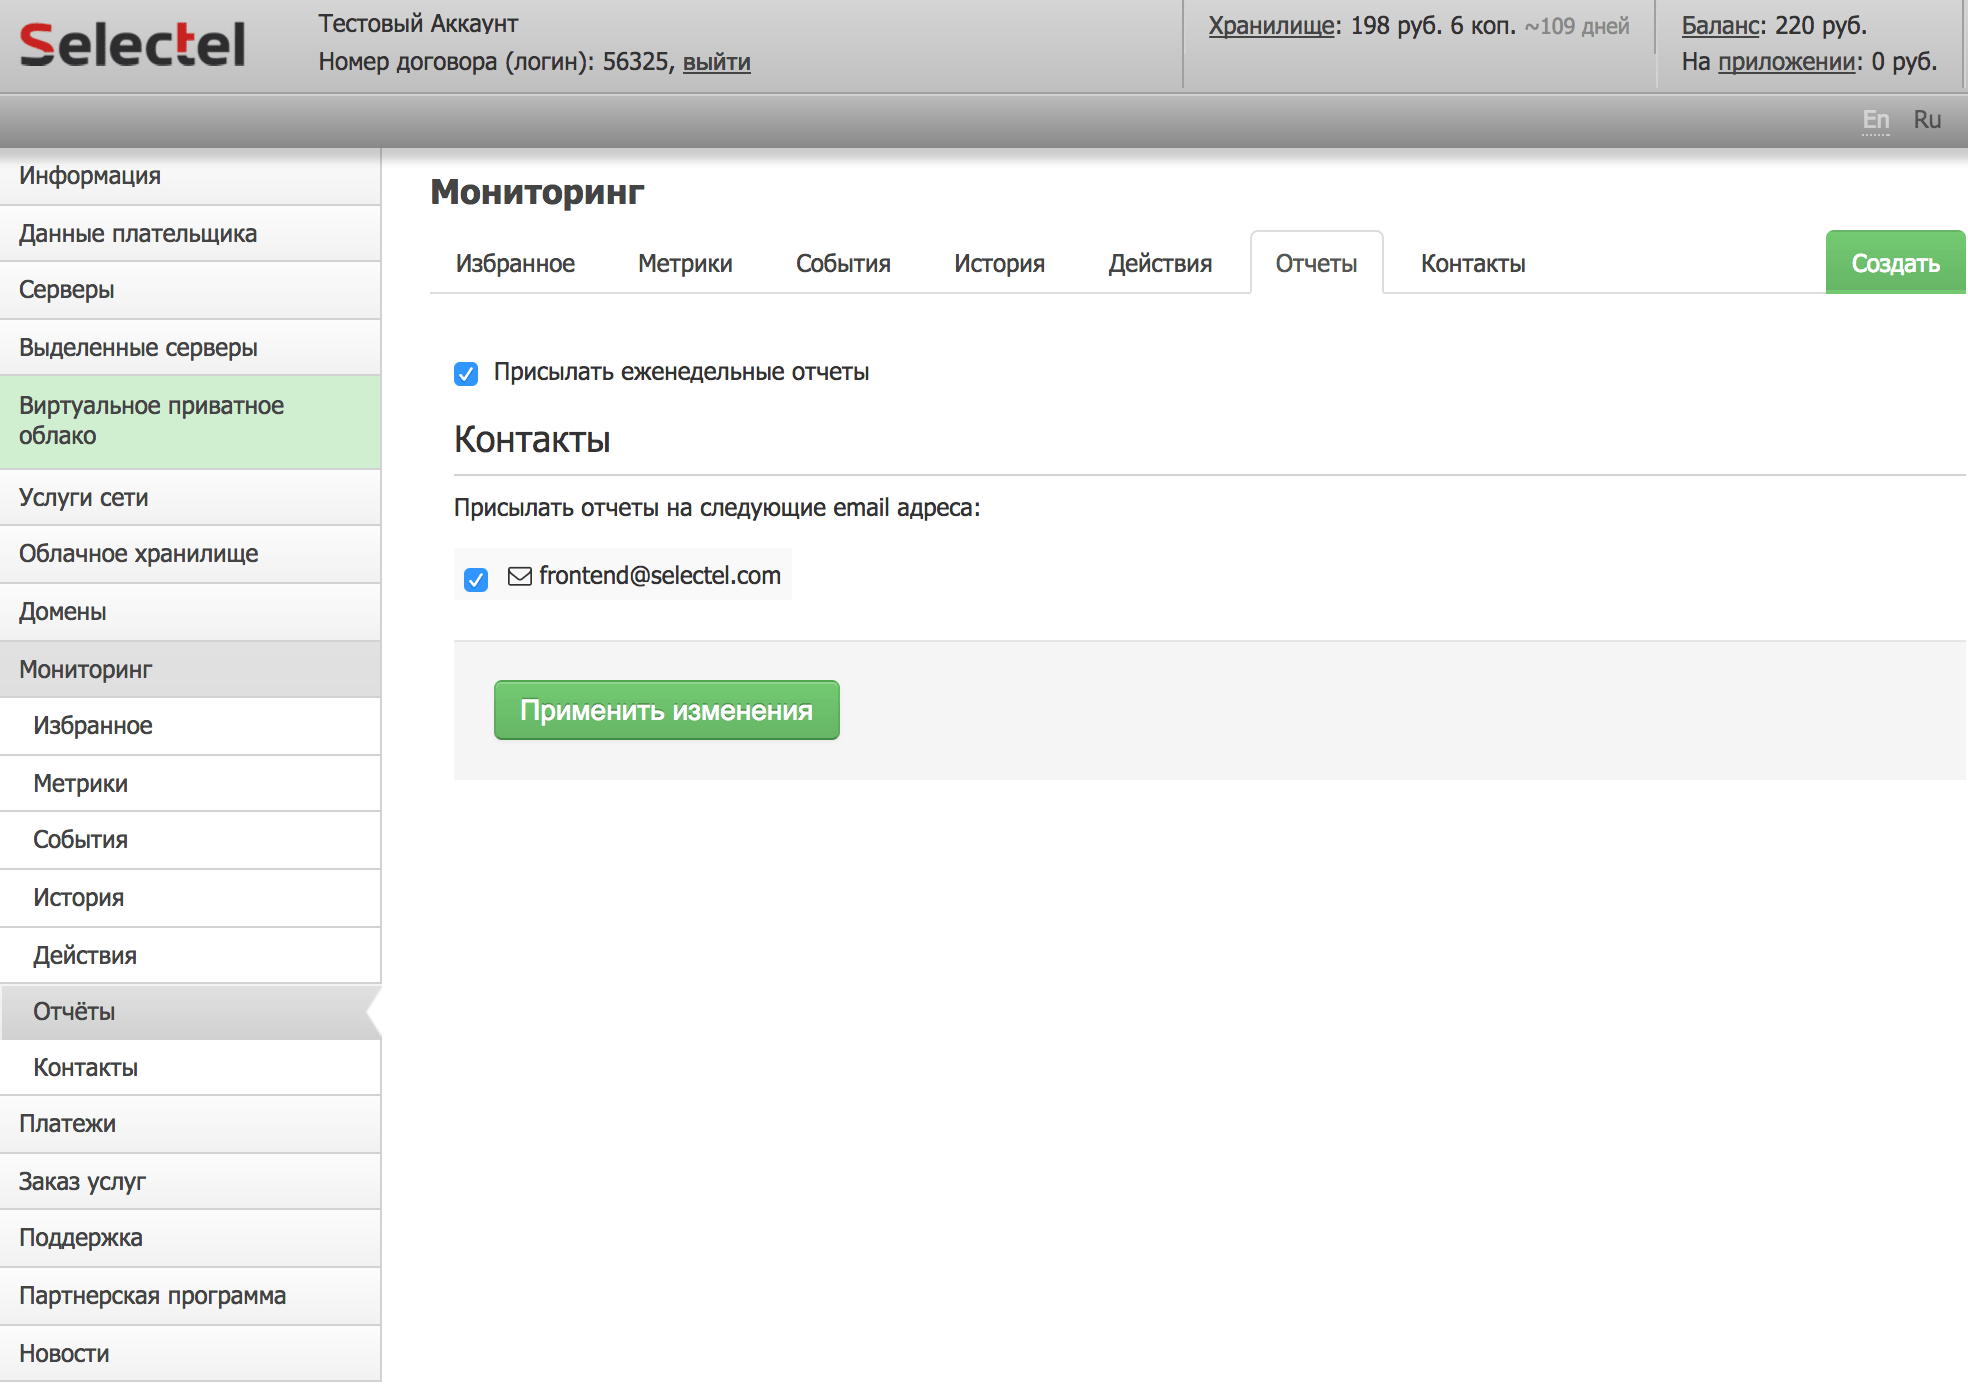 Selectel
Тестовый Аккаунт
Номер договора (логин): 56325, выйти
Хранилище: 198 руб. 6 коп. ~109 дней
Баланс: 220 руб.
На приложении: 0 руб.
En Ru
Информация
Данные плательщика
Серверы
Выделенные серверы
Виртуальное приватное
облако
Услуги сети
Облачное хранилище
Домены
Мониторинг
Избранное
Метрики
События
История
Действия
Отчёты
Контакты
Платежи
Заказ услуг
Поддержка
Партнерская программа
Новости
Мониторинг
Избранное Метрики События История Действия Отчеты Контакты Создать
Присылать еженедельные отчеты
Контакты
Присылать отчеты на следующие email адреса:
frontend@selectel.com
Применить изменения